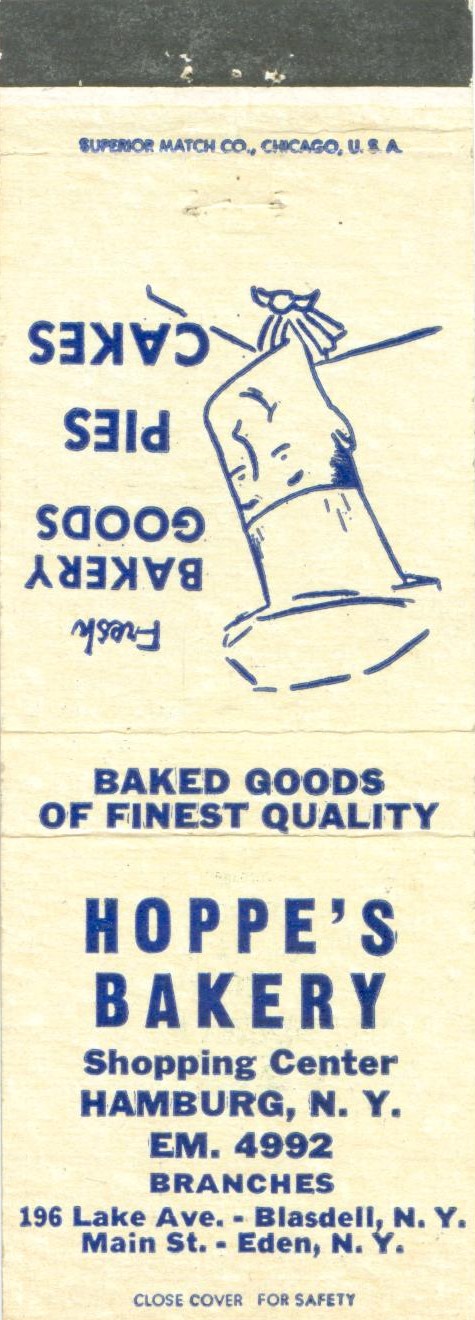 SUPERIOR MATCH CO., CHICAGO, U. S. A.
Fresh
BAKERY
GOODS
PIES
CAKES
BAKED GOODS
OF FINEST QUALITY
HOPPE'S
BAKERY
Shopping Center
HAMBURG, N. Y.
EM. 4992
BRANCHES
196 Lake Ave. - Blasdell, N. Y.
Main St. - Eden, N. Y.
CLOSE COVER FOR SAFETY